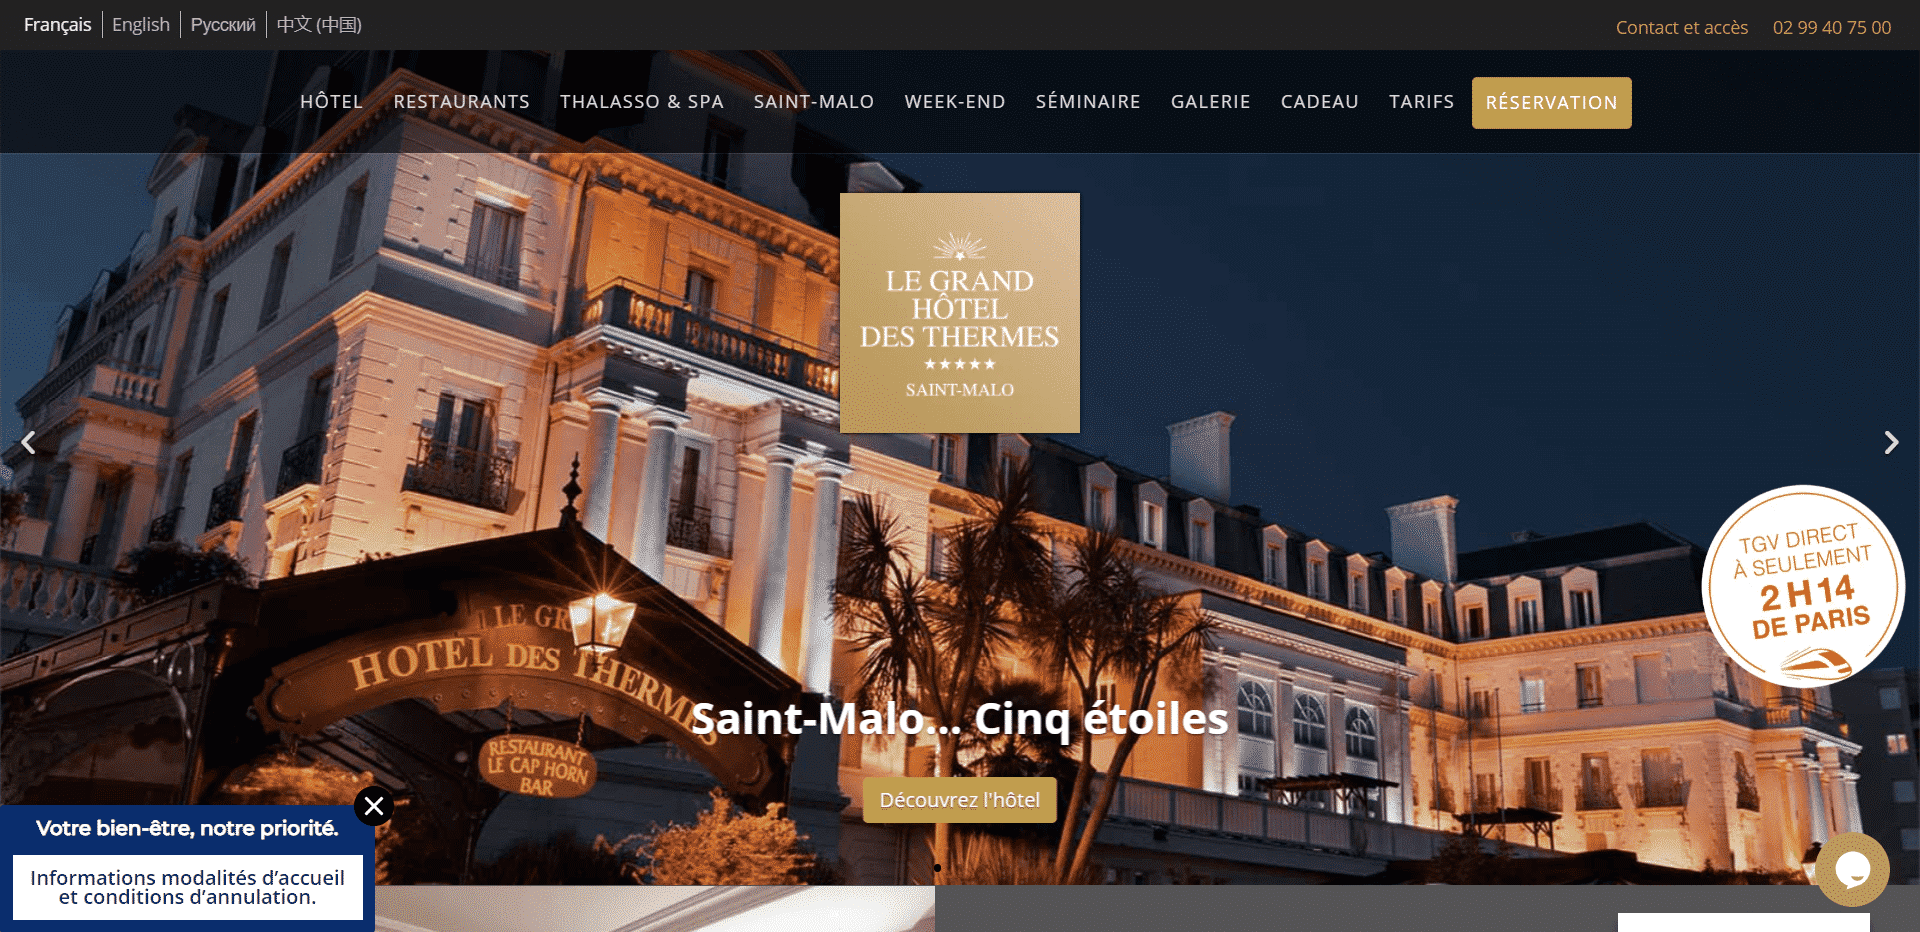 Français
English
Русский
中文 (中国)
Contact et accès
02 99 40 75 00
HÔTEL
RESTAURANTS
THALASSO & SPA
SAINT-MALO
WEEK-END
SÉMINAIRE
GALERIE
CADEAU
TARIFS
RÉSERVATION
LE GRAND
HÔTEL
DES THERMES
SAINT-MALO
TGV DIRECT
À SEULEMENT
2 H 14
DE PARIS
LE GR
HOTEL DES THERMES
RESTAURANT
LE CAP HORN
BAR
Saint-Malo... Cinq étoiles
Découvrez l'hôtel
Votre bien-être, notre priorité.
Informations modalités d’accueil
et conditions d’annulation.